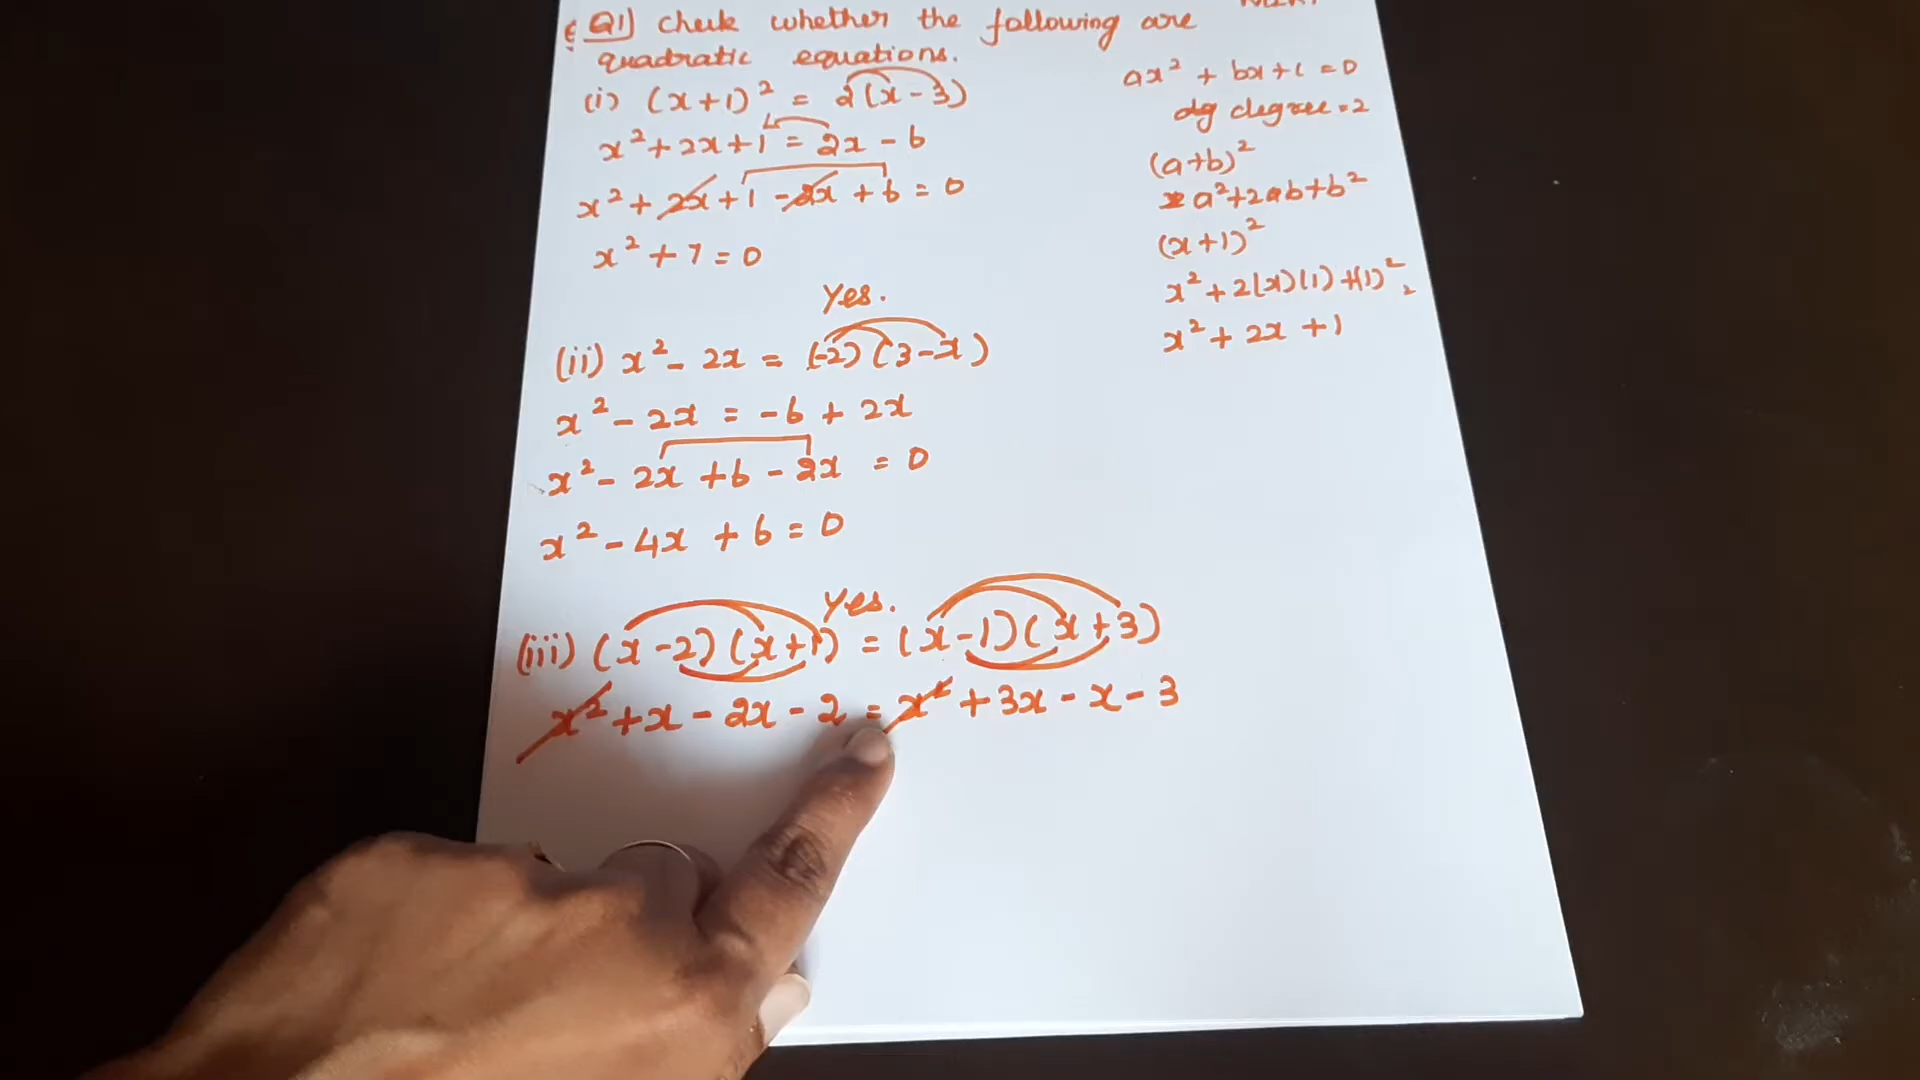 Q1) Check whether the following are
quadratic equations.
(i) (x+1)² = 2(x-3)
x²+2x+1 = 2x - 6
x² + 2x + 1 - 2x + 6 = 0
x² + 7 = 0
Yes.
(ii) x² - 2x = (-2) (3-x)
x² - 2x = -6 + 2x
x² - 2x + 6 - 2x = 0
x² - 4x + 6 = 0
Yes.
(iii) (x-2) (x+1) = (x-1) (x+3)
x² + x - 2x - 2 = x² + 3x - x - 3
ax² + bx + c = 0
dg degree = 2
(a+b)²
a²+2ab+b²
(x+1)²
x²+2(x)(1)+(1)²
x² + 2x + 1